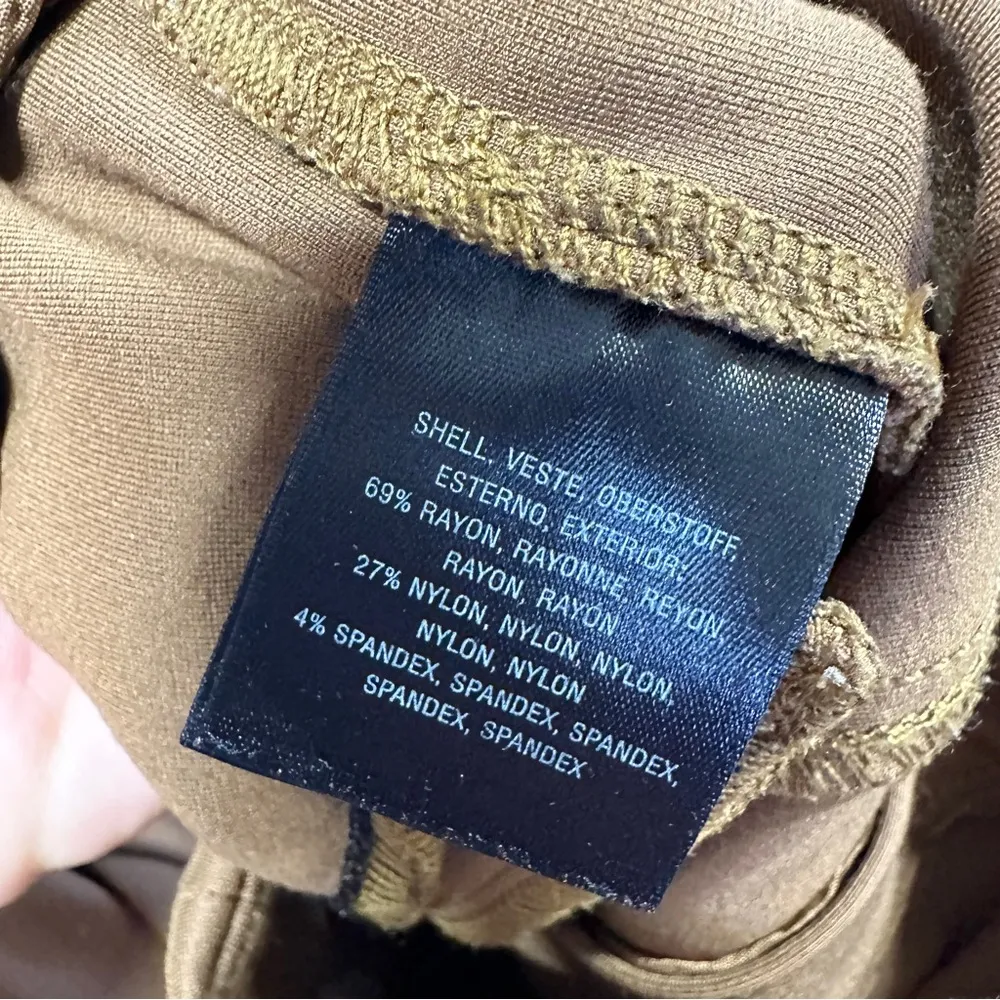 SHELL, VESTE, OBERSTOFF,
ESTERNO, EXTERIOR;
69% RAYON, RAYONNE, REYON
RAYON, RAYON
27% NYLON, NYLON, NYLON,
NYLON, NYLON
4% SPANDEX, SPANDEX, SPANDEX,
SPANDEX, SPANDEX